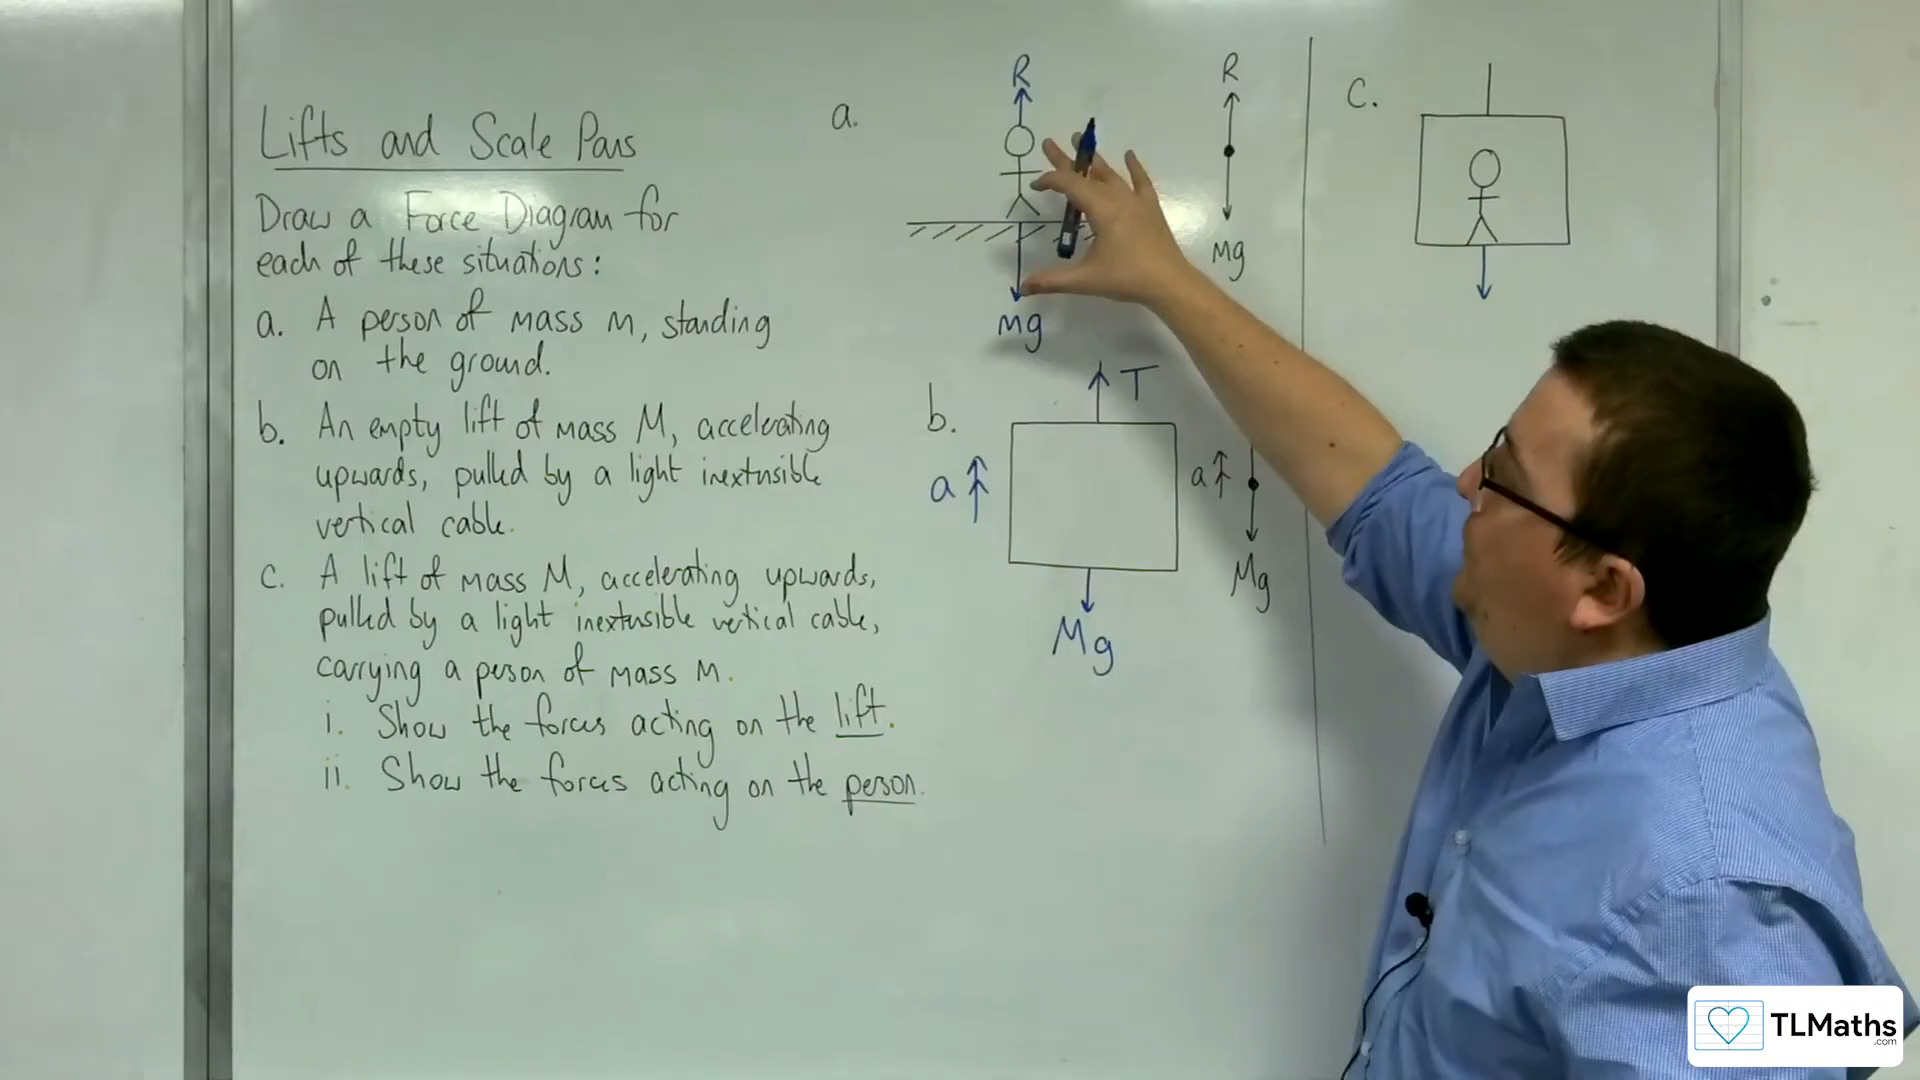 Lifts and Scale Pans
Draw a Force Diagram for
each of these situations:
a. A person of mass m, standing
on the ground.
b. An empty lift of mass M, accelerating
upwards, pulled by a light inextensible
vertical cable.
c. A lift of mass M, accelerating upwards,
pulled by a light inextensible vertical cable,
carrying a person of mass m.
i. Show the forces acting on the lift.
ii. Show the forces acting on the person.
a.
R
mg
R
mg
b.
T
a
Mg
a
Mg
c.
TLMaths
.com